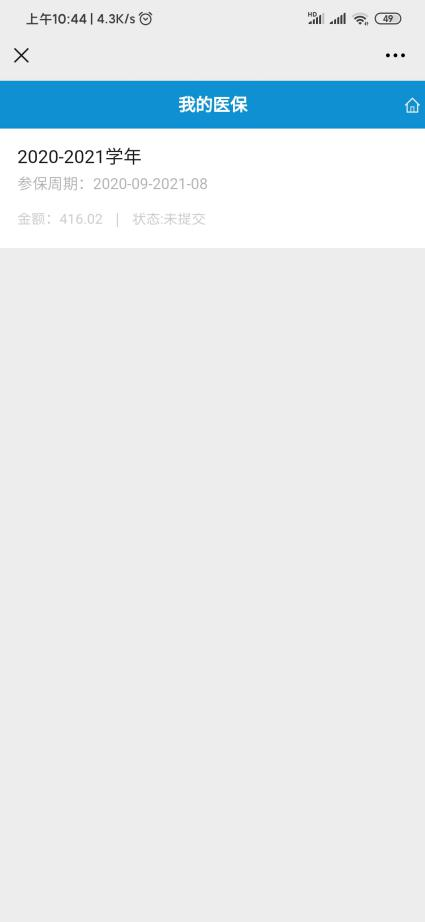 上午10:44 | 4.3K/s
HD
49
我的医保
2020-2021学年
参保周期：2020-09-2021-08
金额：416.02 | 状态:未提交